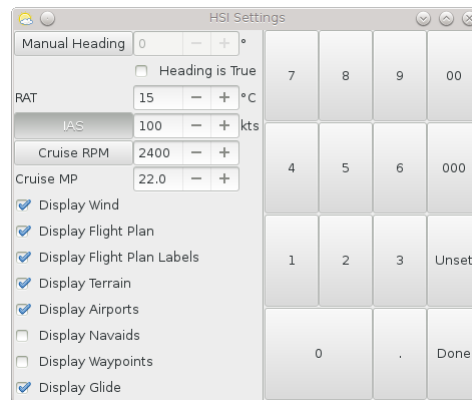 HSI Settings
Manual Heading 0 − + °
Heading is True
RAT 15 − + °C
IAS 100 − + kts
Cruise RPM 2400 − +
Cruise MP 22.0 − +
Display Wind
Display Flight Plan
Display Flight Plan Labels
Display Terrain
Display Airports
Display Navaids
Display Waypoints
Display Glide
7 8 9 00
4 5 6 000
1 2 3 Unset
0 . Done